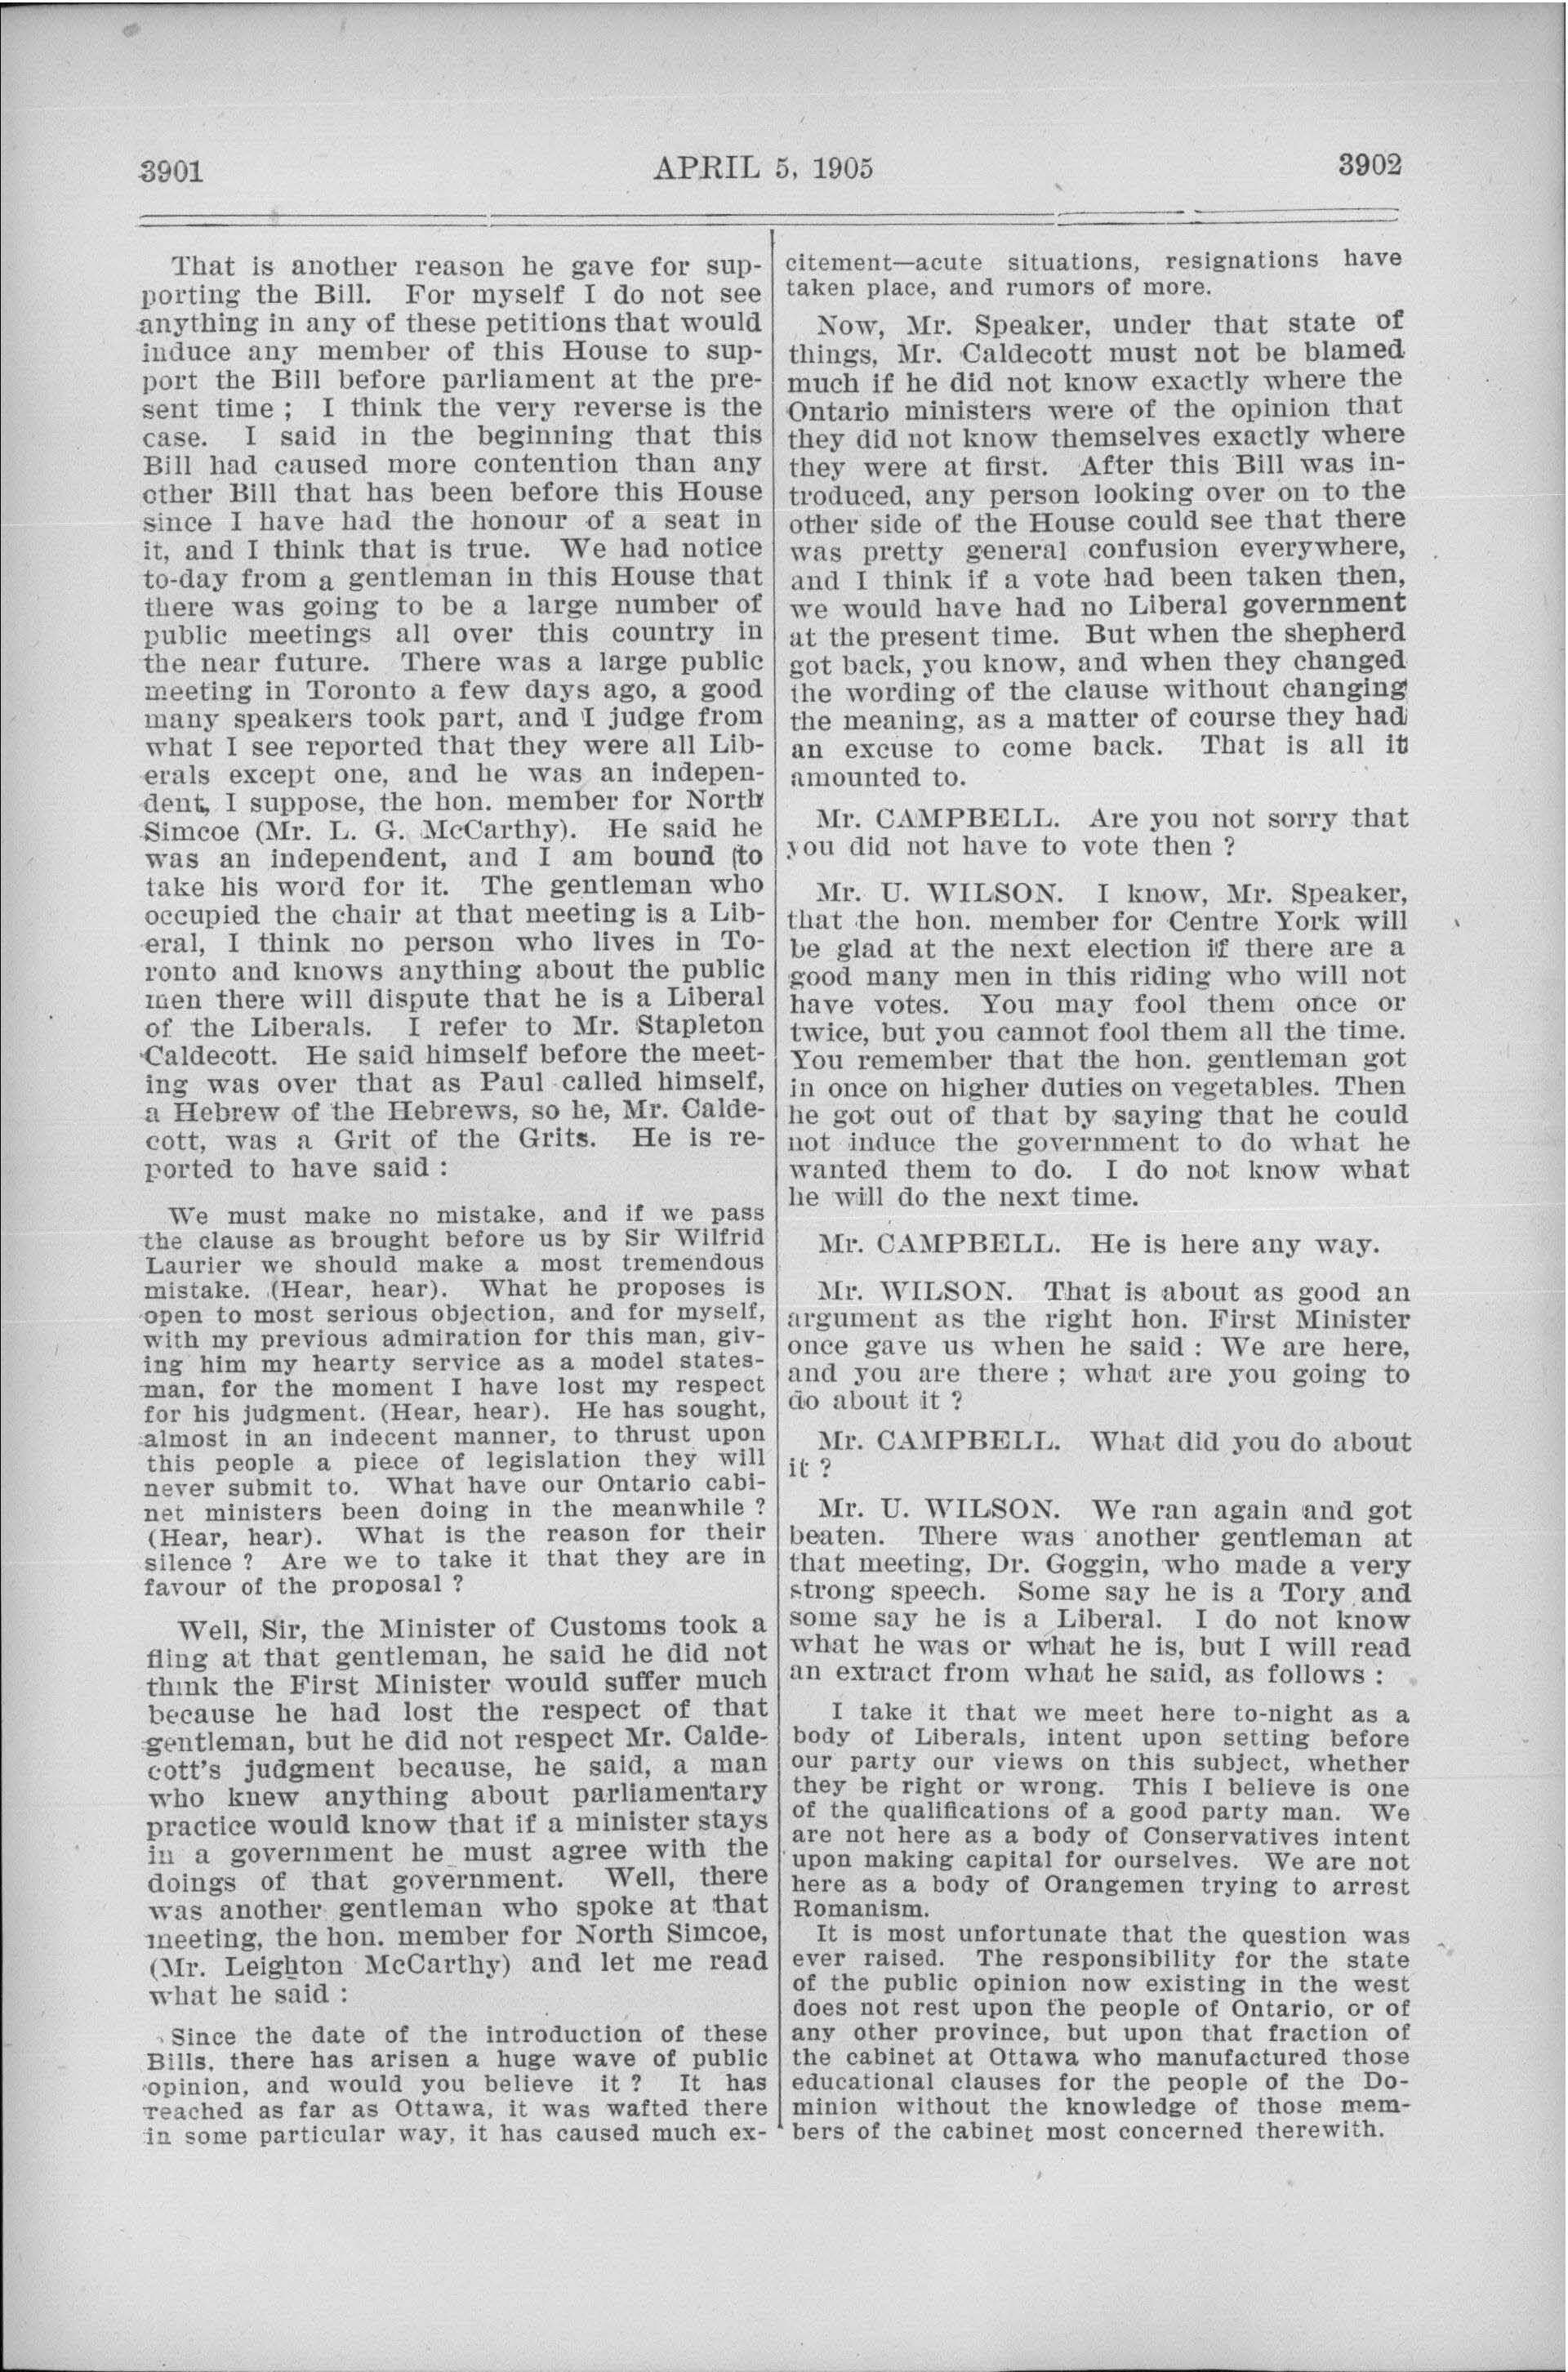 3901
APRIL 5, 1905
3902
That is another reason he gave for sup-
porting the Bill. For myself I do not see
anything in any of these petitions that would
induce any member of this House to sup-
port the Bill before parliament at the pre-
sent time ; I think the very reverse is the
case. I said in the beginning that this
Bill had caused more contention than any
other Bill that has been before this House
since I have had the honour of a seat in
it, and I think that is true. We had notice
to-day from a gentleman in this House that
there was going to be a large number of
public meetings all over this country in
the near future. There was a large public
meeting in Toronto a few days ago, a good
many speakers took part, and I judge from
what I see reported that they were all Lib-
erals except one, and he was an indepen-
dent, I suppose, the hon. member for North
Simcoe (Mr. L. G. McCarthy). He said he
was an independent, and I am bound to
take his word for it. The gentleman who
occupied the chair at that meeting is a Lib-
eral, I think no person who lives in To-
ronto and knows anything about the public
men there will dispute that he is a Liberal
of the Liberals. I refer to Mr. Stapleton
Caldecott. He said himself before the meet-
ing was over that as Paul called himself,
a Hebrew of the Hebrews, so he, Mr. Calde-
cott, was a Grit of the Grits. He is re-
ported to have said :
We must make no mistake, and if we pass
the clause as brought before us by Sir Wilfrid
Laurier we should make a most tremendous
mistake. (Hear, hear). What he proposes is
open to most serious objection, and for myself,
with my previous admiration for this man, giv-
ing him my hearty service as a model states-
man, for the moment I have lost my respect
for his judgment. (Hear, hear). He has sought,
almost in an indecent manner, to thrust upon
this people a piece of legislation they will
never submit to. What have our Ontario cabi-
net ministers been doing in the meanwhile ?
(Hear, hear). What is the reason for their
silence ? Are we to take it that they are in
favour of the proposal ?
Well, Sir, the Minister of Customs took a
fling at that gentleman, he said he did not
think the First Minister would suffer much
because he had lost the respect of that
gentleman, but he did not respect Mr. Calde-
cott's judgment because, he said, a man
who knew anything about parliamentary
practice would know that if a minister stays
in a government he must agree with the
doings of that government. Well, there
was another gentleman who spoke at that
meeting, the hon. member for North Simcoe,
(Mr. Leighton McCarthy) and let me read
what he said :
Since the date of the introduction of these
Bills, there has arisen a huge wave of public
opinion, and would you believe it ? It has
reached as far as Ottawa, it was wafted there
in some particular way, it has caused much ex-
citement—acute situations, resignations have
taken place, and rumors of more.
Now, Mr. Speaker, under that state of
things, Mr. Caldecott must not be blamed
much if he did not know exactly where the
Ontario ministers were of the opinion that
they did not know themselves exactly where
they were at first. After this Bill was in-
troduced, any person looking over on to the
other side of the House could see that there
was pretty general confusion everywhere,
and I think if a vote had been taken then,
we would have had no Liberal government
at the present time. But when the shepherd
got back, you know, and when they changed
the wording of the clause without changing
the meaning, as a matter of course they had
an excuse to come back. That is all it
amounted to.
Mr. CAMPBELL. Are you not sorry that
you did not have to vote then ?
Mr. U. WILSON. I know, Mr. Speaker,
that the hon. member for Centre York will
be glad at the next election if there are a
good many men in this riding who will not
have votes. You may fool them once or
twice, but you cannot fool them all the time.
You remember that the hon. gentleman got
in once on higher duties on vegetables. Then
he got out of that by saying that he could
not induce the government to do what he
wanted them to do. I do not know what
he will do the next time.
Mr. CAMPBELL. He is here any way.
Mr. WILSON. That is about as good an
argument as the right hon. First Minister
once gave us when he said : We are here,
and you are there ; what are you going to
do about it ?
Mr. CAMPBELL. What did you do about
it ?
Mr. U. WILSON. We ran again and got
beaten. There was another gentleman at
that meeting, Dr. Goggin, who made a very
strong speech. Some say he is a Tory and
some say he is a Liberal. I do not know
what he was or what he is, but I will read
an extract from what he said, as follows :
I take it that we meet here to-night as a
body of Liberals, intent upon setting before
our party our views on this subject, whether
they be right or wrong. This I believe is one
of the qualifications of a good party man. We
are not here as a body of Conservatives intent
upon making capital for ourselves. We are not
here as a body of Orangemen trying to arrest
Romanism.
It is most unfortunate that the question was
ever raised. The responsibility for the state
of the public opinion now existing in the west
does not rest upon the people of Ontario, or of
any other province, but upon that fraction of
the cabinet at Ottawa who manufactured those
educational clauses for the people of the Do-
minion without the knowledge of those mem-
bers of the cabinet most concerned therewith.